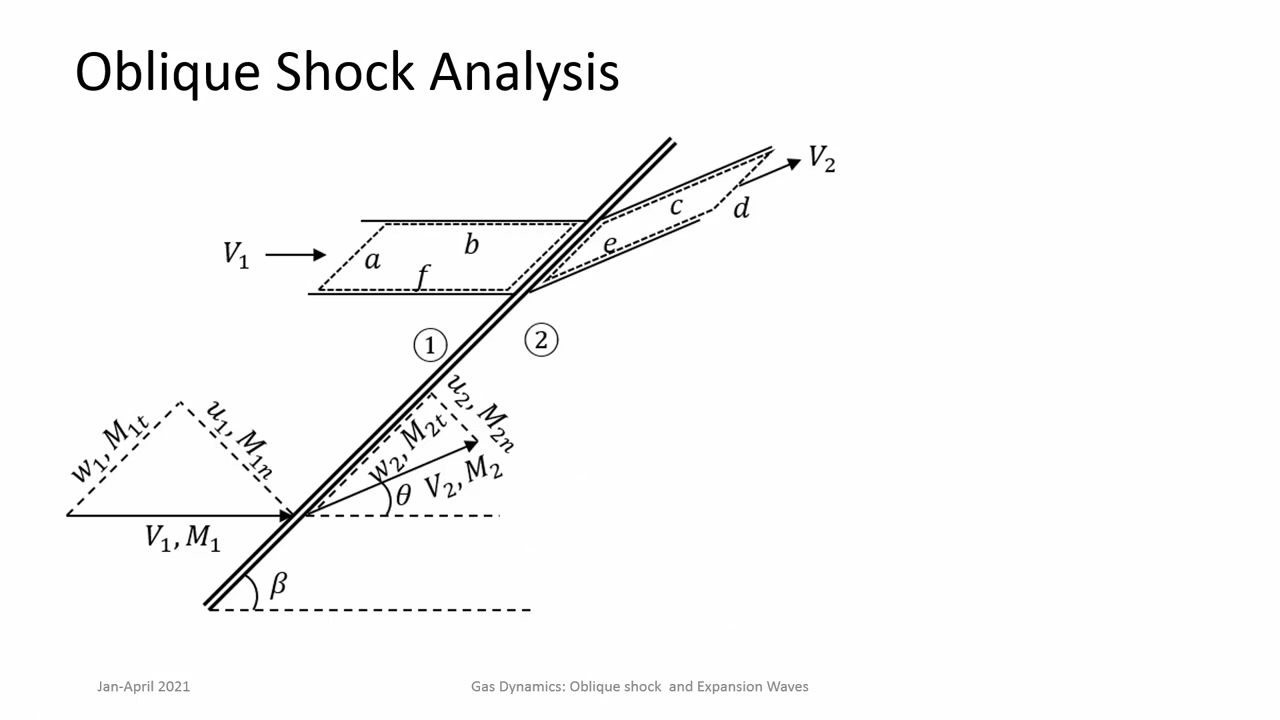 Oblique Shock Analysis
V₂
c
d
b
V₁
a
e
f
①
②
w₁, M₁ₜ
u₁, M₁ₙ
u₂, M₂ₙ
w₂, M₂ₜ
V₂, M₂
θ
V₁, M₁
β
Jan-April 2021
Gas Dynamics: Oblique shock and Expansion Waves